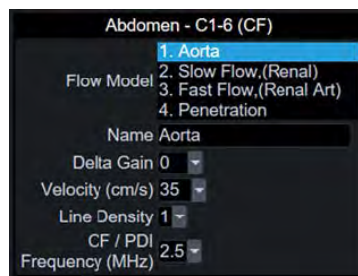 Abdomen - C1-6 (CF)
Flow Model
1. Aorta
2. Slow Flow,(Renal)
3. Fast Flow,(Renal Art)
4. Penetration
Name Aorta
Delta Gain 0
Velocity (cm/s) 35
Line Density 1
CF / PDI
Frequency (MHz) 2.5